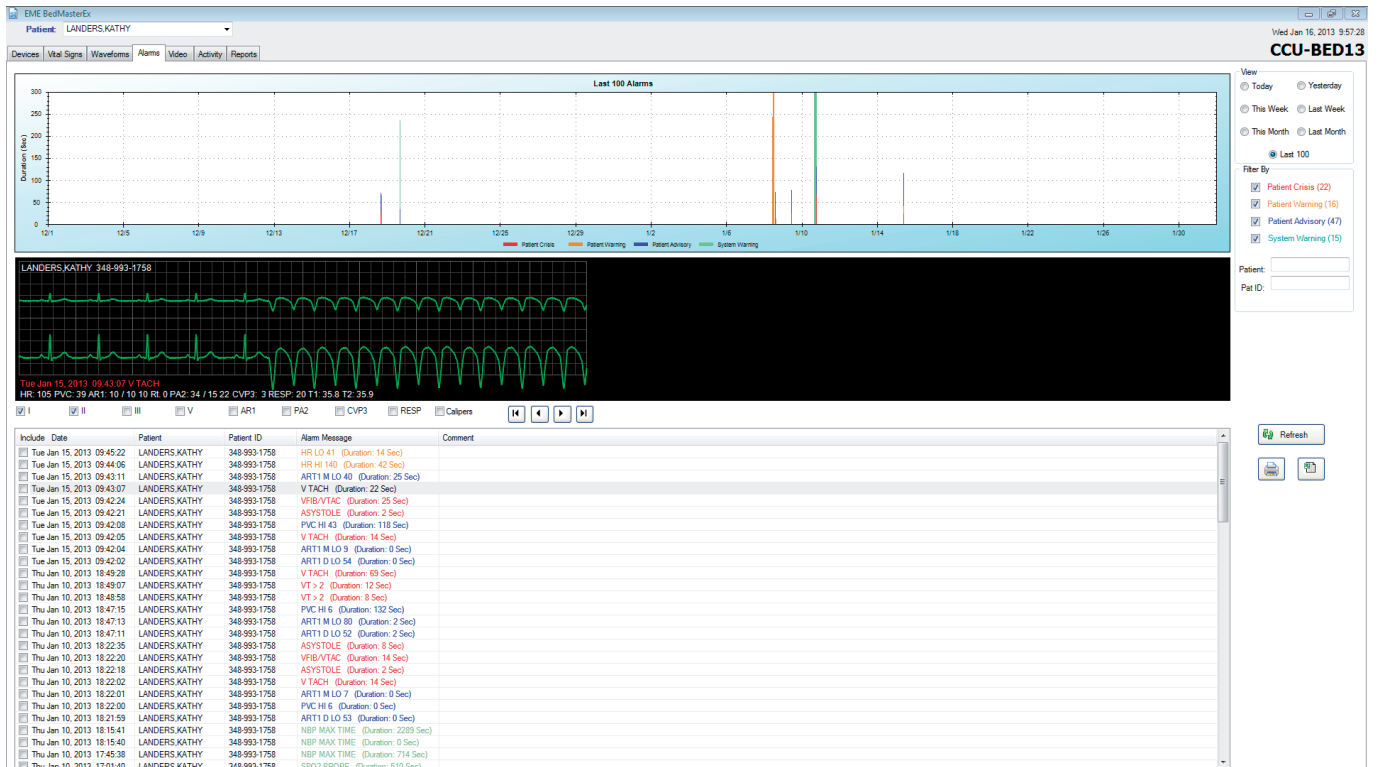 EME BedMasterEx
Patient: LANDERS,KATHY
Wed Jan 16, 2013 9:57:28
Devices Vital Signs Waveforms Alarms Video Activity Reports
CCU-BED13
Last 100 Alarms
Duration (Sec)
300
250
200
150
100
50
0
12/1 12/5 12/9 12/13 12/17 12/21 12/25 12/29 1/2 1/6 1/10 1/14 1/18 1/22 1/26 1/30
Patient Crisis Patient Warning Patient Advisory System Warning
View
Today Yesterday
This Week Last Week
This Month Last Month
Last 100
Filter By
Patient Crisis (22)
Patient Warning (16)
Patient Advisory (47)
System Warning (15)
Patient:
Pat ID:
LANDERS,KATHY 348-993-1758
Tue Jan 15, 2013 09:43:07 V TACH
HR: 105 PVC: 39 AR1: 10 / 10 10 Rt: 0 PA2: 34 / 15 22 CVP3: 3 RESP: 20 T1: 35.8 T2: 35.9
I II III V AR1 PA2 CVP3 RESP Calipers
Refresh
Include Date Patient Patient ID Alarm Message Comment
Tue Jan 15, 2013 09:45:22 LANDERS,KATHY 348-993-1758 HR LO 41 (Duration: 14 Sec)
Tue Jan 15, 2013 09:44:06 LANDERS,KATHY 348-993-1758 HR HI 140 (Duration: 42 Sec)
Tue Jan 15, 2013 09:43:11 LANDERS,KATHY 348-993-1758 ART1 M LO 40 (Duration: 25 Sec)
Tue Jan 15, 2013 09:43:07 LANDERS,KATHY 348-993-1758 V TACH (Duration: 22 Sec)
Tue Jan 15, 2013 09:42:24 LANDERS,KATHY 348-993-1758 VFIB/VTAC (Duration: 25 Sec)
Tue Jan 15, 2013 09:42:21 LANDERS,KATHY 348-993-1758 ASYSTOLE (Duration: 2 Sec)
Tue Jan 15, 2013 09:42:08 LANDERS,KATHY 348-993-1758 PVC HI 43 (Duration: 118 Sec)
Tue Jan 15, 2013 09:42:05 LANDERS,KATHY 348-993-1758 V TACH (Duration: 14 Sec)
Tue Jan 15, 2013 09:42:04 LANDERS,KATHY 348-993-1758 ART1 M LO 9 (Duration: 0 Sec)
Tue Jan 15, 2013 09:42:02 LANDERS,KATHY 348-993-1758 ART1 D LO 54 (Duration: 0 Sec)
Thu Jan 10, 2013 18:49:28 LANDERS,KATHY 348-993-1758 V TACH (Duration: 69 Sec)
Thu Jan 10, 2013 18:49:07 LANDERS,KATHY 348-993-1758 VT > 2 (Duration: 12 Sec)
Thu Jan 10, 2013 18:48:58 LANDERS,KATHY 348-993-1758 VT > 2 (Duration: 8 Sec)
Thu Jan 10, 2013 18:47:15 LANDERS,KATHY 348-993-1758 PVC HI 6 (Duration: 132 Sec)
Thu Jan 10, 2013 18:47:13 LANDERS,KATHY 348-993-1758 ART1 M LO 80 (Duration: 2 Sec)
Thu Jan 10, 2013 18:47:11 LANDERS,KATHY 348-993-1758 ART1 D LO 52 (Duration: 2 Sec)
Thu Jan 10, 2013 18:22:35 LANDERS,KATHY 348-993-1758 ASYSTOLE (Duration: 8 Sec)
Thu Jan 10, 2013 18:22:20 LANDERS,KATHY 348-993-1758 VFIB/VTAC (Duration: 14 Sec)
Thu Jan 10, 2013 18:22:18 LANDERS,KATHY 348-993-1758 ASYSTOLE (Duration: 2 Sec)
Thu Jan 10, 2013 18:22:02 LANDERS,KATHY 348-993-1758 V TACH (Duration: 14 Sec)
Thu Jan 10, 2013 18:22:01 LANDERS,KATHY 348-993-1758 ART1 M LO 7 (Duration: 0 Sec)
Thu Jan 10, 2013 18:22:00 LANDERS,KATHY 348-993-1758 PVC HI 6 (Duration: 0 Sec)
Thu Jan 10, 2013 18:21:59 LANDERS,KATHY 348-993-1758 ART1 D LO 53 (Duration: 0 Sec)
Thu Jan 10, 2013 18:15:41 LANDERS,KATHY 348-993-1758 NBP MAX TIME (Duration: 2289 Sec)
Thu Jan 10, 2013 18:15:40 LANDERS,KATHY 348-993-1758 NBP MAX TIME (Duration: 0 Sec)
Thu Jan 10, 2013 17:45:38 LANDERS,KATHY 348-993-1758 NBP MAX TIME (Duration: 714 Sec)
Thu Jan 10, 2013 17:01:40 LANDERS,KATHY 348-993-1758 SPO2 PROBE (Duration: 510 Sec)